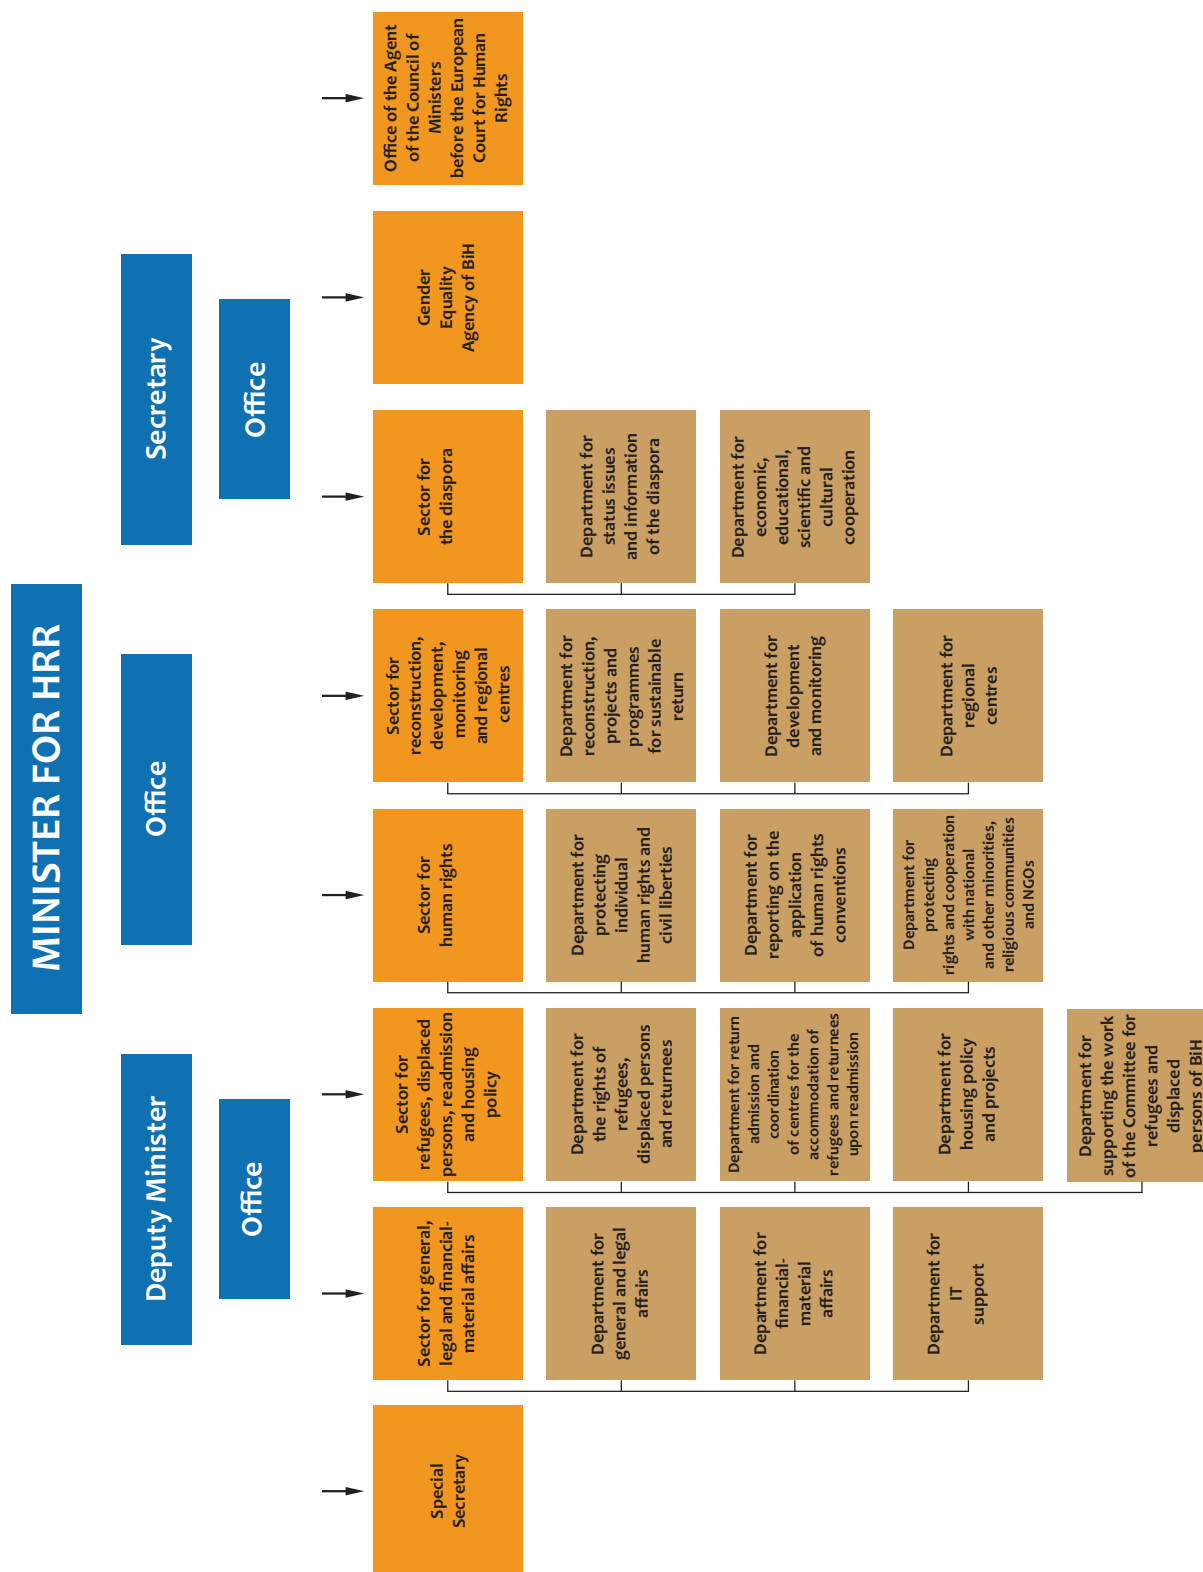 MINISTER FOR HRR
Deputy Minister
Office
Secretary
Office
Office
Special
Secretary
Sector for general,
legal and financial-
material affairs
Department for
general and legal
affairs
Department for
financial-
material
affairs
Department for
IT
support
Sector for
refugees, displaced
persons, readmission
and housing
policy
Department for
the rights of
refugees,
displaced persons
and returnees
Department for return
admission and
coordination
of centres for the
accommodation of
refugees and returnees
upon readmission
Department for
housing policy
and projects
Department for
supporting the work
of the Committee for
refugees and
displaced
persons of BiH
Sector for
human rights
Department for
protecting
individual
human rights and
civil liberties
Department for
reporting on the
application
of human rights
conventions
Department for
protecting
rights and cooperation
with national
and other minorities,
religious communities
and NGOs
Sector for
reconstruction,
development,
monitoring
and regional
centres
Department for
reconstruction,
projects and
programmes
for sustainable
return
Department for
development
and monitoring
Department for
regional
centres
Sector for
the diaspora
Department for
status issues
and information
of the diaspora
Department for
economic,
educational,
scientific and
cultural
cooperation
Gender
Equality
Agency of BiH
Office of the Agent
of the Council of
Ministers
before the European
Court for Human
Rights